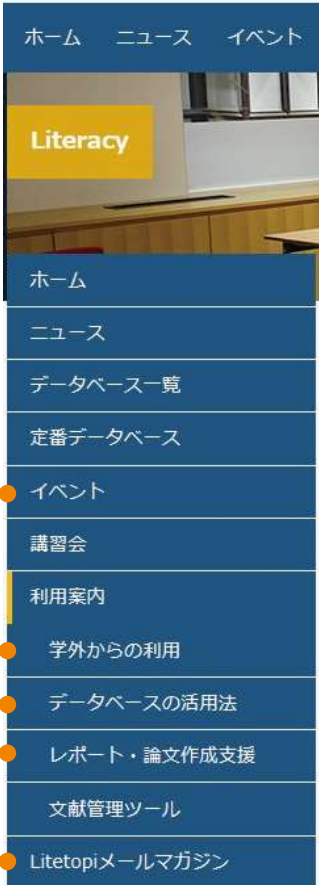 ホーム ニュース イベント
Literacy
ホーム
ニュース
データベース一覧
定番データベース
イベント
講習会
利用案内
学外からの利用
データベースの活用法
レポート・論文作成支援
文献管理ツール
Litetopiメールマガジン